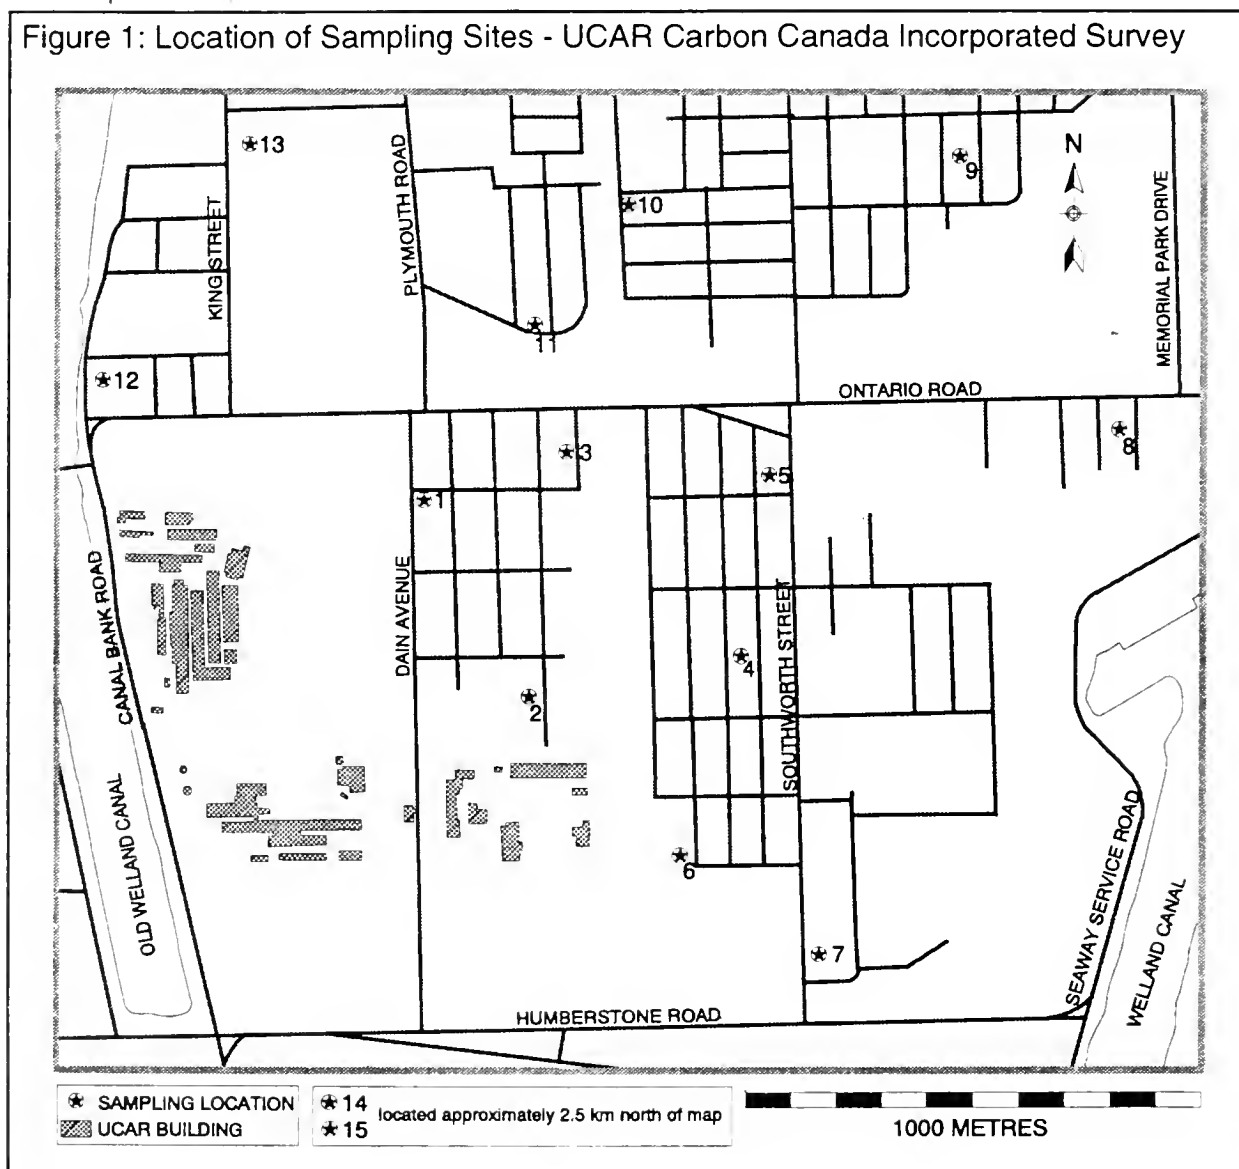 Figure 1: Location of Sampling Sites - UCAR Carbon Canada Incorporated Survey
13
9
N
10
KING STREET
PLYMOUTH ROAD
MEMORIAL PARK DRIVE
11
12
ONTARIO ROAD
3
8
5
1
CANAL BANK ROAD
DAIN AVENUE
SOUTHWORTH STREET
4
2
OLD WELLAND CANAL
6
SEAWAY SERVICE ROAD
WELLAND CANAL
7
HUMBERSTONE ROAD
SAMPLING LOCATION
UCAR BUILDING
14
15
located approximately 2.5 km north of map
1000 METRES